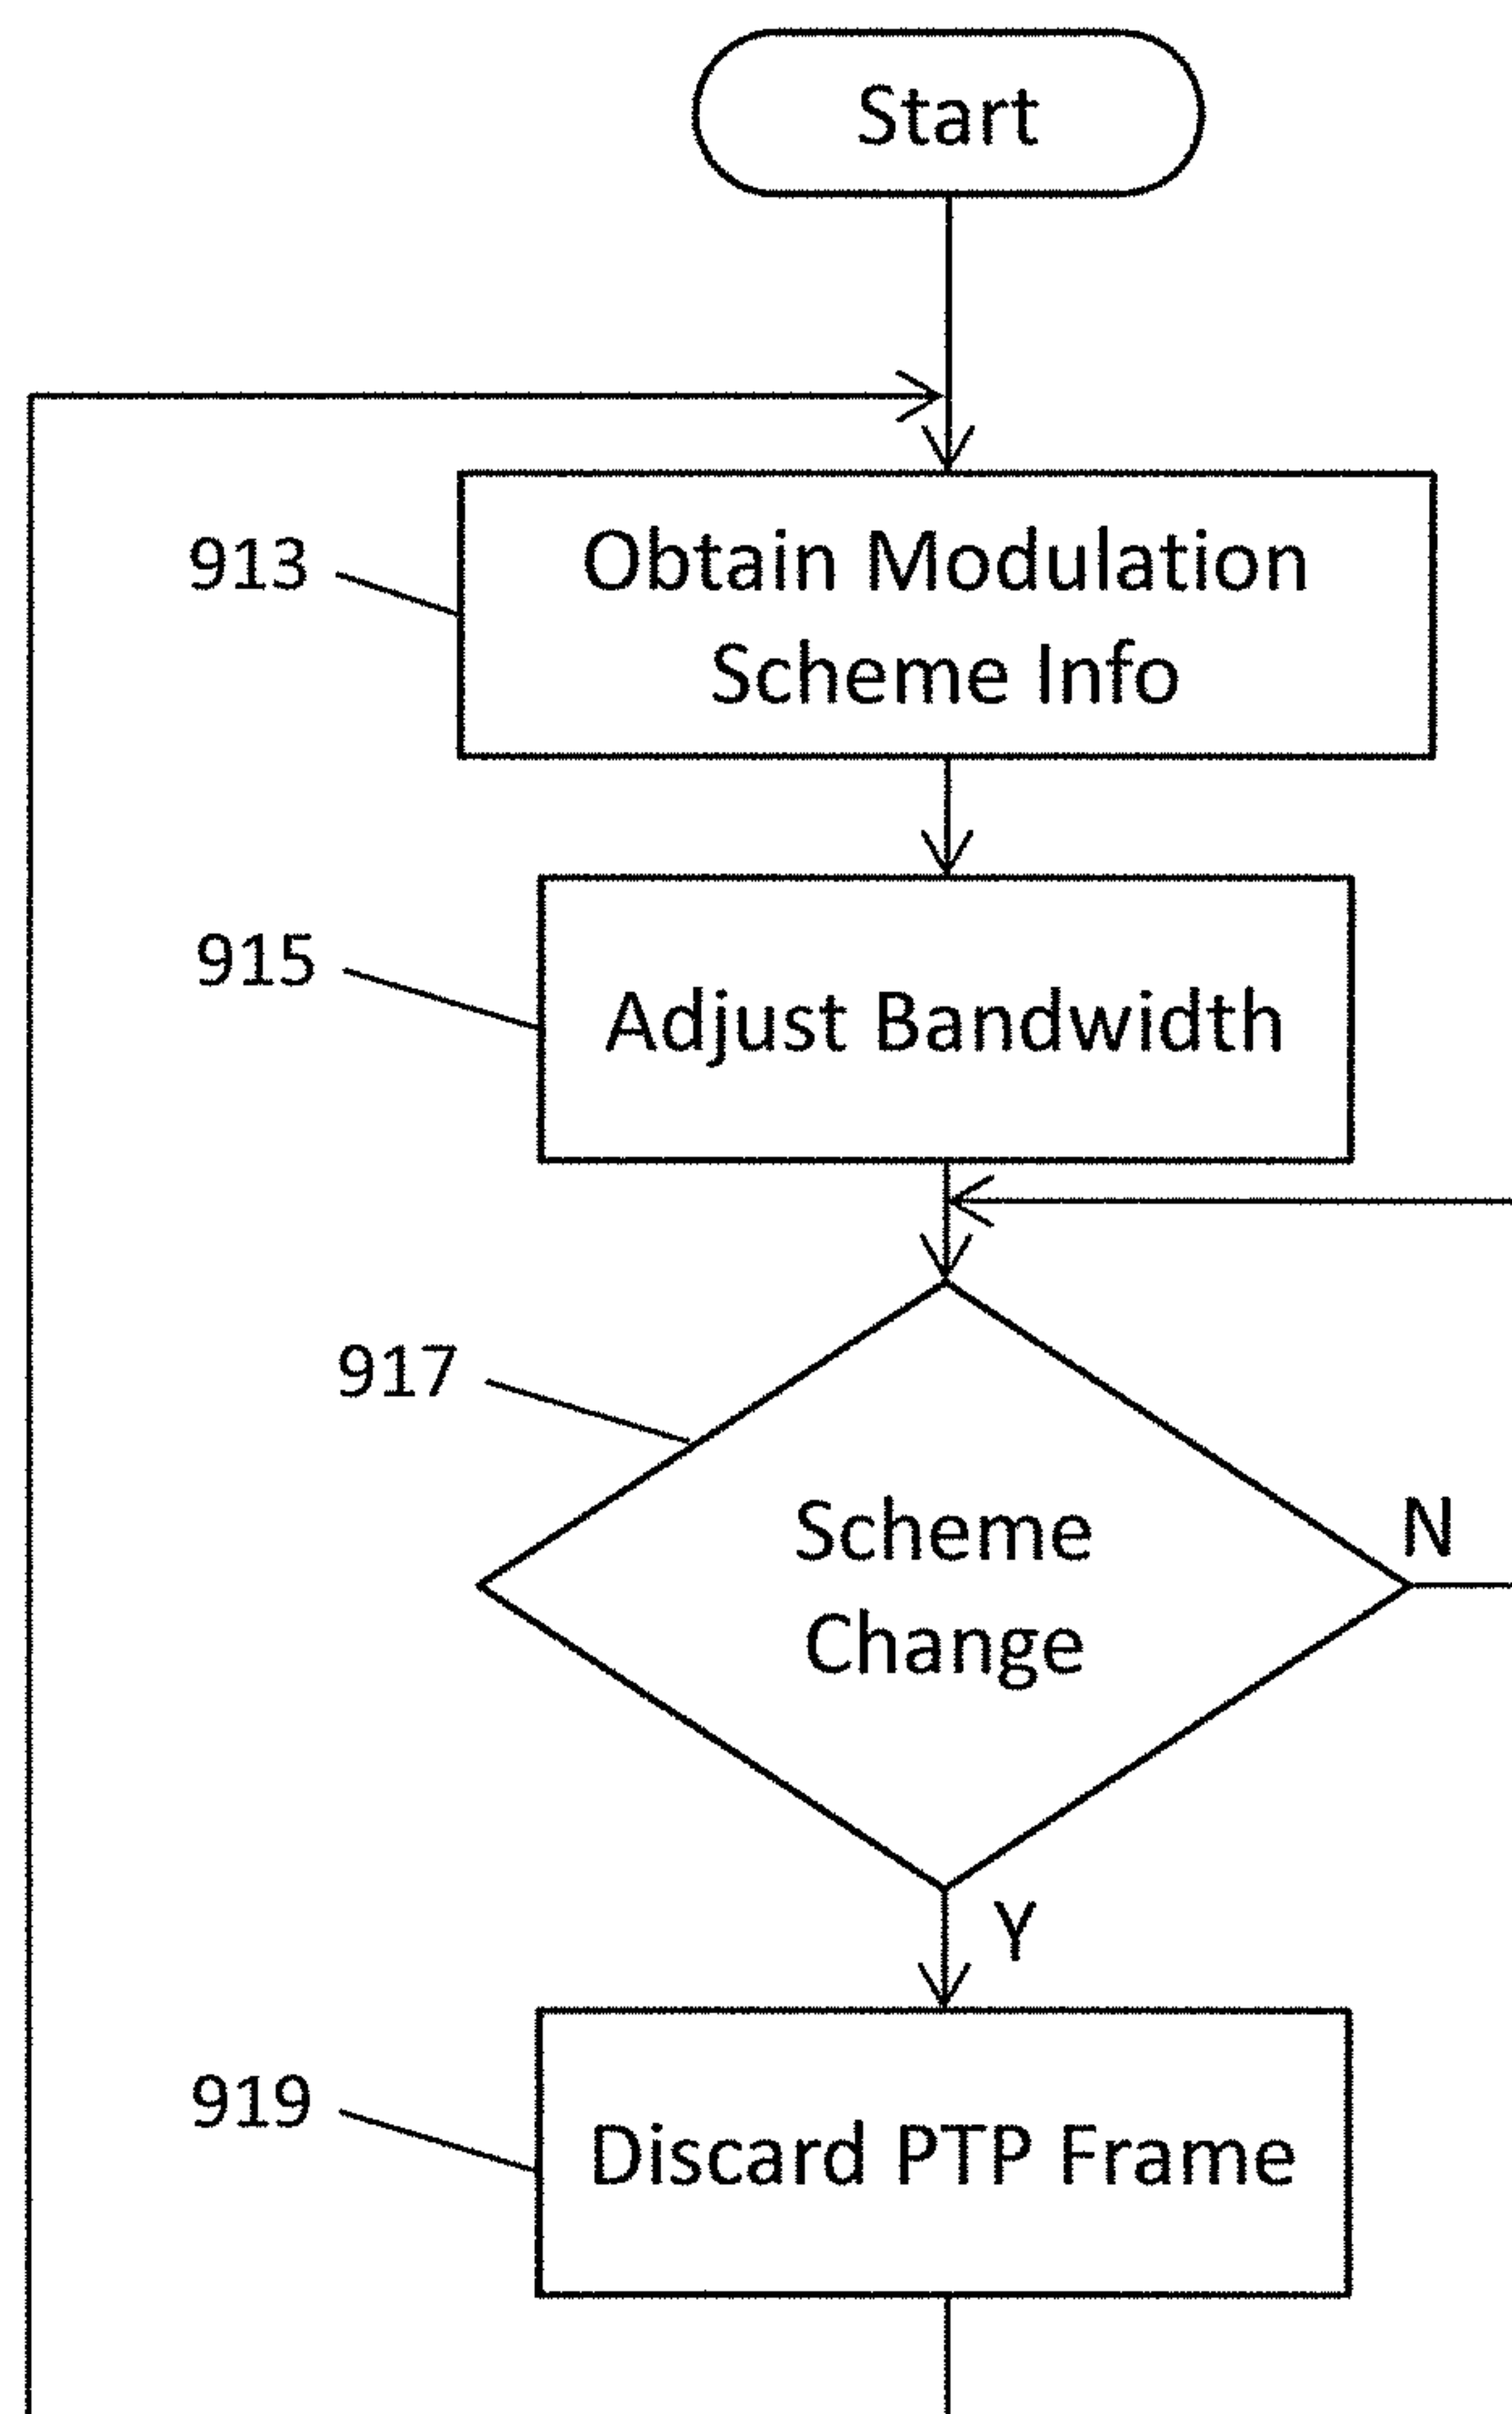 Start
913
Obtain Modulation
Scheme Info
915
Adjust Bandwidth
917
Scheme
Change
N
Y
919
Discard PTP Frame